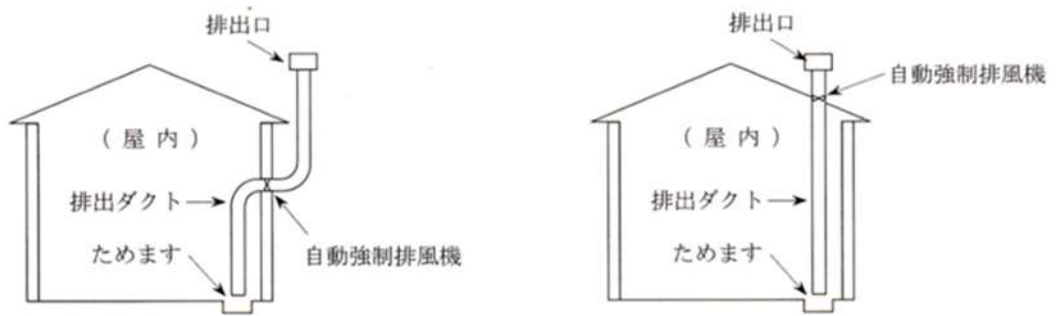 排出口
(屋内)
排出ダクト
ためます
自動強制排風機
排出口
自動強制排風機
(屋内)
排出ダクト
ためます